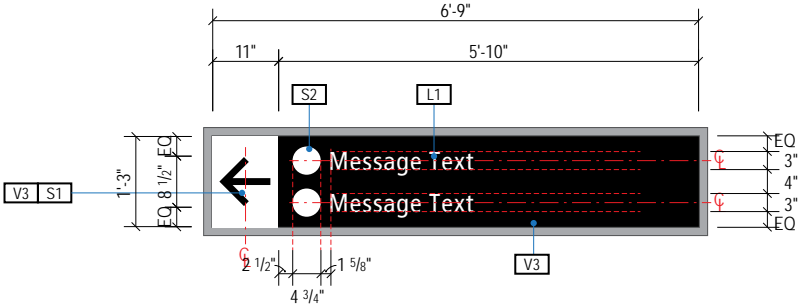 6'-9"
11" 5'-10"
S2 L1
EQ
Message Text ℄ 3"
V3 S1 1'-3" 8 1/2" 4"
Message Text ℄ 3"
EQ EQ
℄
2 1/2" 1 5/8" V3
4 3/4"
EQ